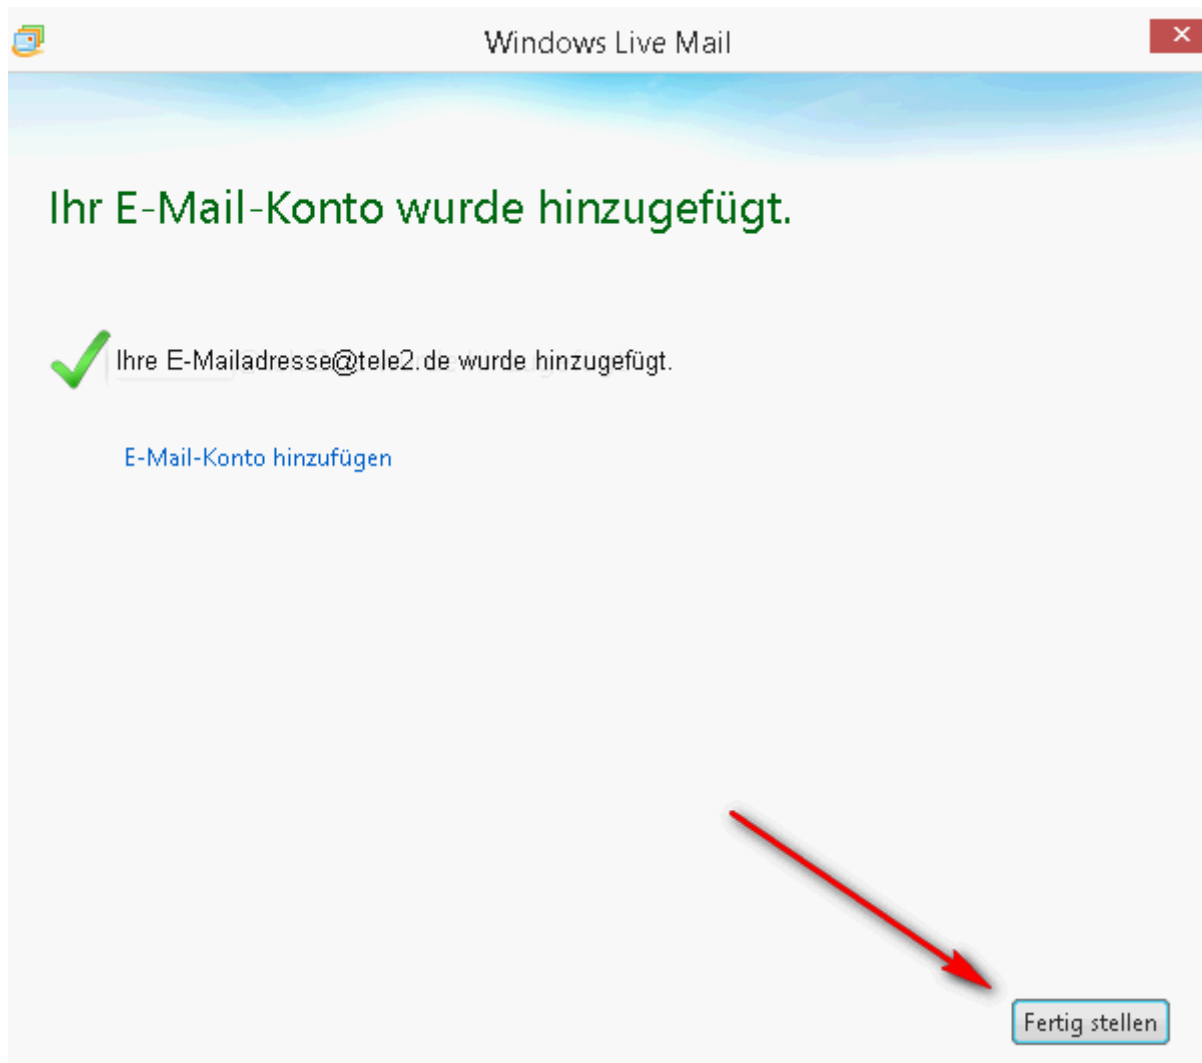 Windows Live Mail
Ihr E-Mail-Konto wurde hinzugefügt.
Ihre E-Mailadresse@tele2.de wurde hinzugefügt.
E-Mail-Konto hinzufügen
Fertig stellen